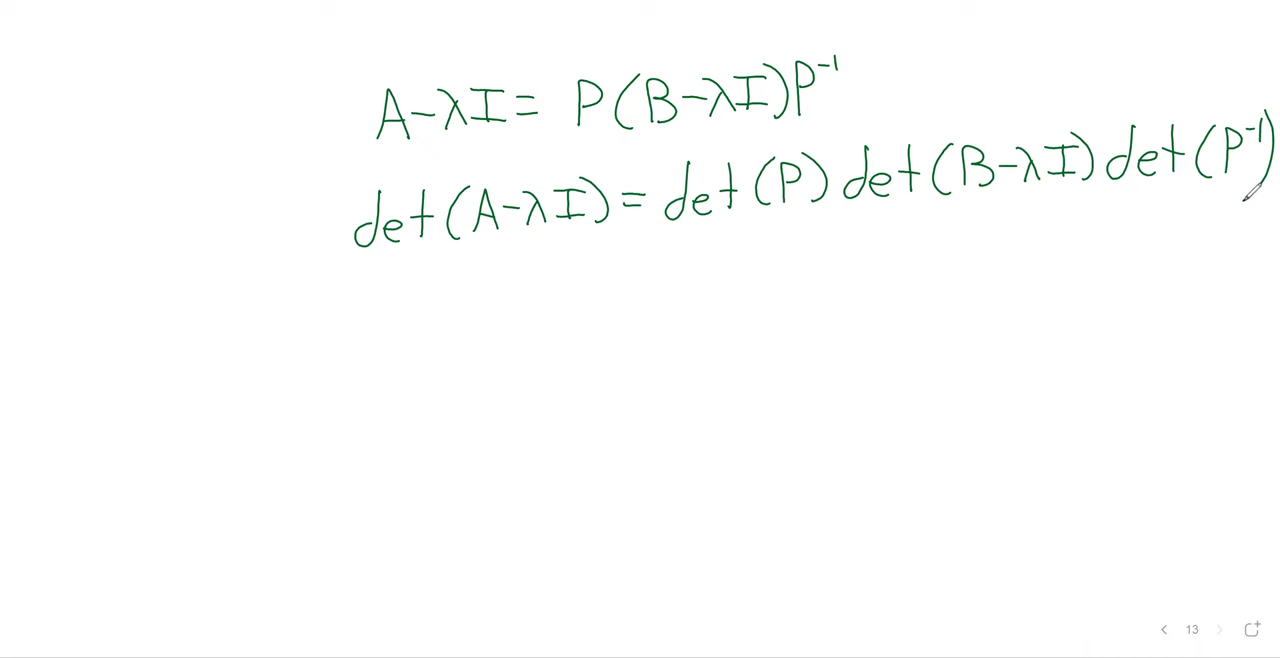 A-λI = P(B-λI)P⁻¹
det(A-λI) = det(P) det(B-λI) det(P⁻¹)
13